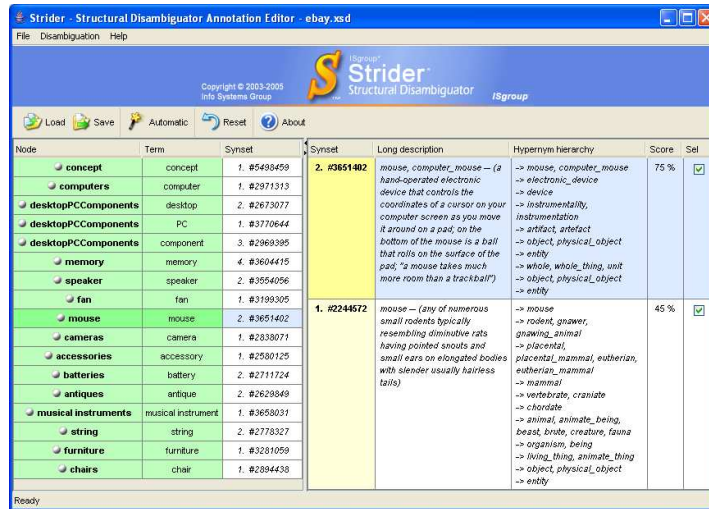 Strider - Structural Disambiguator Annotation Editor - ebay.xsd
File Disambiguation Help
Copyright © 2003-2005
Info Systems Group
ISgroup
Strider
Structural Disambiguator
ISgroup
Load Save Automatic Reset About
Node Term Synset
concept concept 1. #5498459
computers computer 1. #2971313
desktopPCComponents desktop 2. #2673077
desktopPCComponents PC 1. #3770644
desktopPCComponents component 3. #2969395
memory memory 4. #3604415
speaker speaker 2. #3554056
fan fan 1. #3199305
mouse mouse 2. #3651402
cameras camera 1. #2838071
accessories accessory 1. #2580125
batteries battery 2. #2711724
antiques antique 2. #2629849
musical instruments musical instrument 1. #3658031
string string 2. #2778327
furniture furniture 1. #3281059
chairs chair 1. #2894438
Synset Long description Hypernym hierarchy Score Sel
2. #3651402
mouse, computer_mouse -- (a
hand-operated electronic
device that controls the
coordinates of a cursor on your
computer screen as you move
it around on a pad; on the
bottom of the mouse is a ball
that rolls on the surface of the
pad; "a mouse takes much
more room than a trackball")
-> mouse, computer_mouse
-> electronic_device
-> device
-> instrumentality,
instrumentation
-> artifact, artefact
-> object, physical_object
-> entity
-> whole, whole_thing, unit
-> object, physical_object
-> entity
75 %
1. #2244572
mouse -- (any of numerous
small rodents typically
resembling diminutive rats
having pointed snouts and
small ears on elongated bodies
with slender usually hairless
tails)
-> mouse
-> rodent, gnawer,
gnawing_animal
-> placental,
placental_mammal, eutherian,
eutherian_mammal
-> mammal
-> vertebrate, craniate
-> chordate
-> animal, animate_being,
beast, brute, creature, fauna
-> organism, being
-> living_thing, animate_thing
-> object, physical_object
-> entity
45 %
Ready